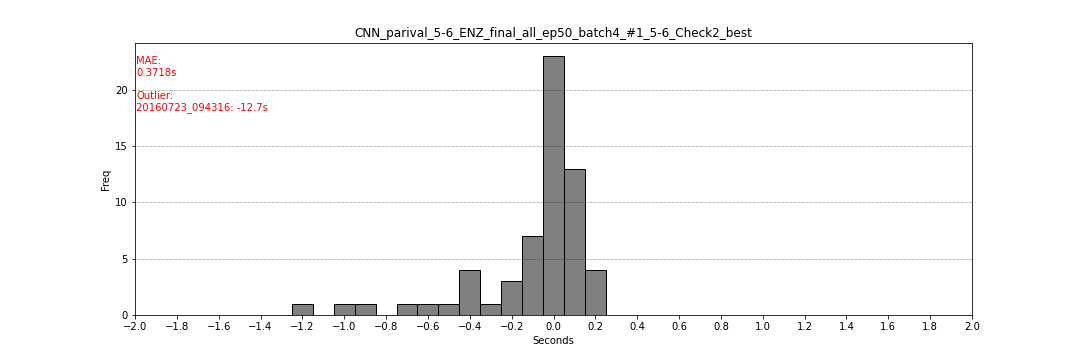 CNN_parival_5-6_ENZ_final_all_ep50_batch4_#1_5-6_Check2_best
MAE:
0.3718s
Outlier:
20160723_094316: -12.7s
Freq
20
15
10
5
0
−2.0 −1.8 −1.6 −1.4 −1.2 −1.0 −0.8 −0.6 −0.4 −0.2 0.0 0.2 0.4 0.6 0.8 1.0 1.2 1.4 1.6 1.8 2.0
Seconds